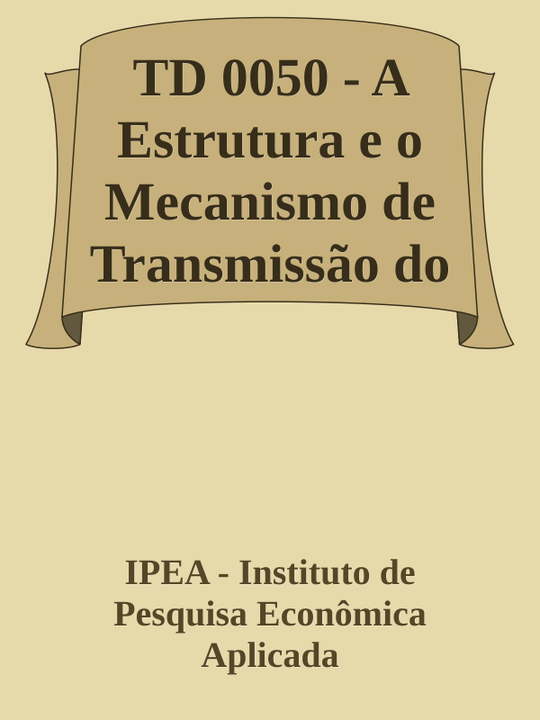 TD 0050 - A
Estrutura e o
Mecanismo de
Transmissão do
IPEA - Instituto de
Pesquisa Econômica
Aplicada